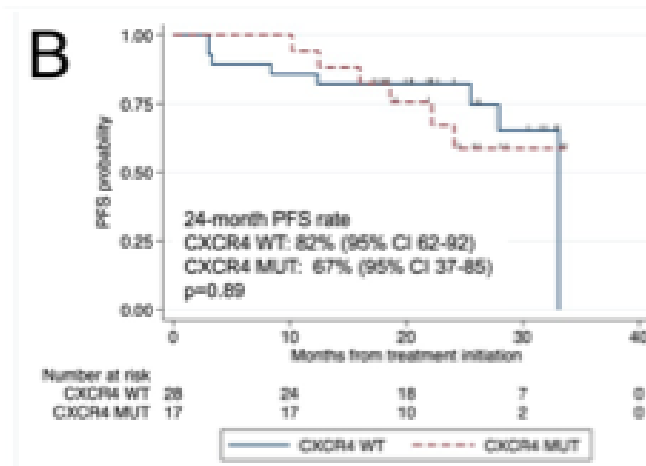 B
1.00
0.75
0.50
0.25
0.00
PFS probability
24-month PFS rate
CXCR4 WT: 82% (95% CI 62-92)
CXCR4 MUT: 67% (95% CI 37-85)
p=0.89
0 10 20 30 40
Months from treatment initiation
Number at risk
CXCR4 WT 28 24 18 7 0
CXCR4 MUT 17 17 10 2 0
CXCR4 WT CXCR4 MUT